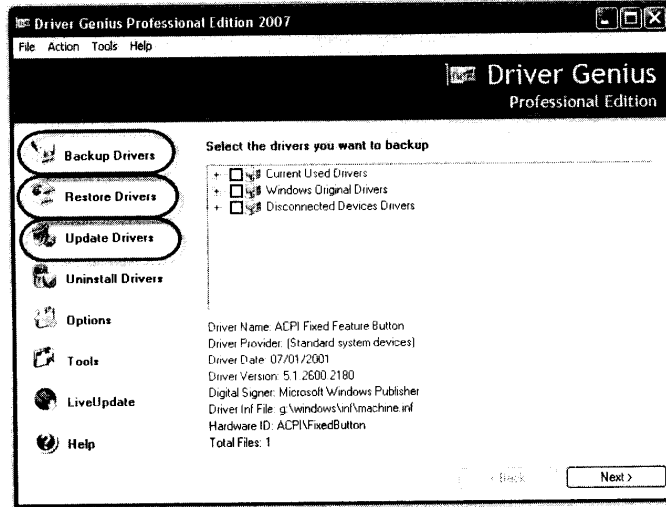 Driver Genius Professional Edition 2007
File Action Tools Help
Driver Genius
Professional Edition
Backup Drivers
Restore Drivers
Update Drivers
Uninstall Drivers
Options
Tools
LiveUpdate
Help
Select the drivers you want to backup
Current Used Drivers
Windows Original Drivers
Disconnected Devices Drivers
Driver Name: ACPI Fixed Feature Button
Driver Provider: (Standard system devices)
Driver Date: 07/01/2001
Driver Version: 5.1.2600.2180
Digital Signer: Microsoft Windows Publisher
Driver Inf File: g:\windows\inf\machine.inf
Hardware ID: ACPI\FixedButton
Total Files: 1
< Back
Next >